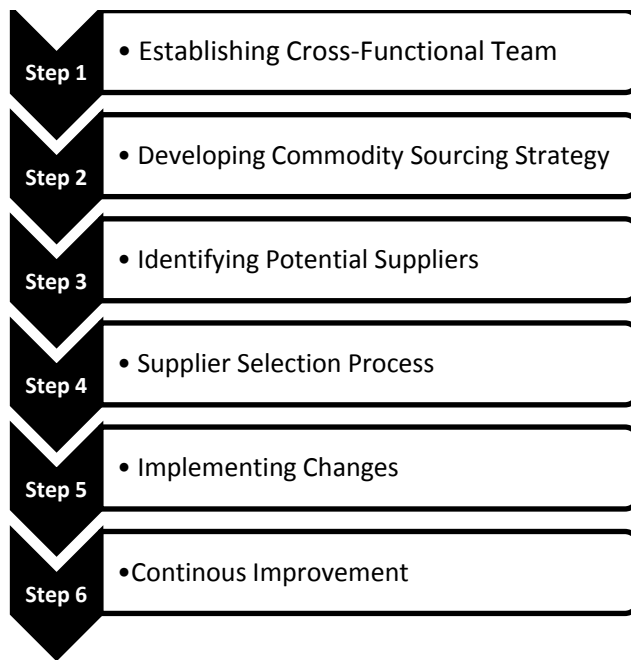 Step 1
• Establishing Cross-Functional Team
Step 2
• Developing Commodity Sourcing Strategy
Step 3
• Identifying Potential Suppliers
Step 4
• Supplier Selection Process
Step 5
• Implementing Changes
Step 6
•Continous Improvement